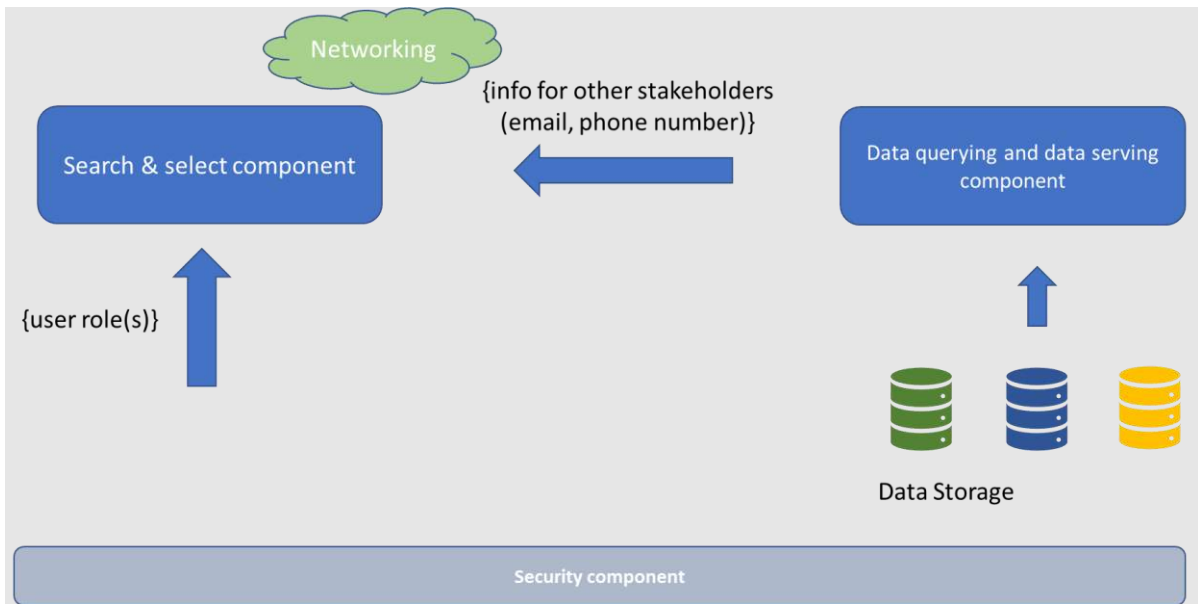 Networking
{info for other stakeholders
(email, phone number)}
Search & select component
Data querying and data serving
component
{user role(s)}
Data Storage
Security component